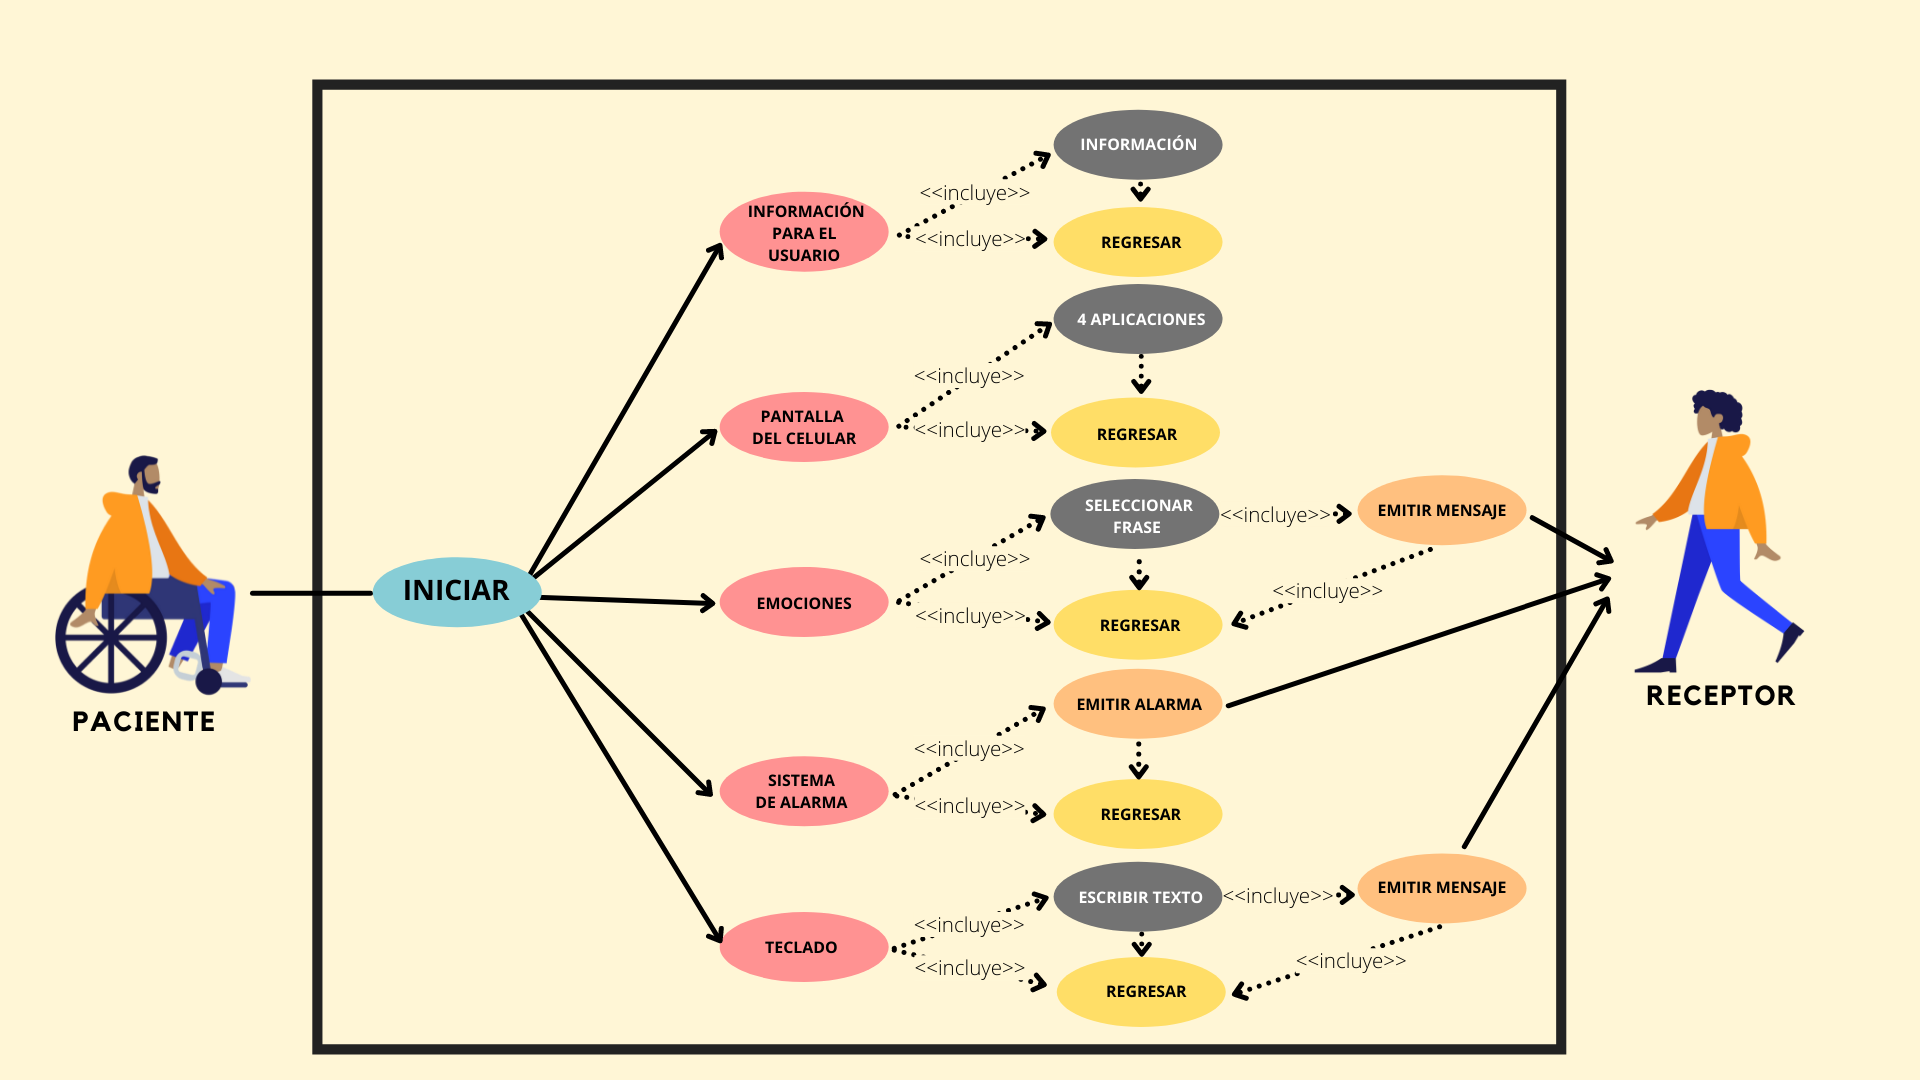 INFORMACIÓN
<<incluye>>
INFORMACIÓN
PARA EL
USUARIO
<<incluye>>
REGRESAR
4 APLICACIONES
<<incluye>>
PANTALLA
DEL CELULAR
<<incluye>>
REGRESAR
SELECCIONAR
FRASE
<<incluye>>
EMITIR MENSAJE
<<incluye>>
<<incluye>>
INICIAR
EMOCIONES
<<incluye>>
REGRESAR
EMITIR ALARMA
RECEPTOR
PACIENTE
<<incluye>>
SISTEMA
DE ALARMA
<<incluye>>
REGRESAR
ESCRIBIR TEXTO
<<incluye>>
EMITIR MENSAJE
<<incluye>>
TECLADO
<<incluye>>
<<incluye>>
REGRESAR